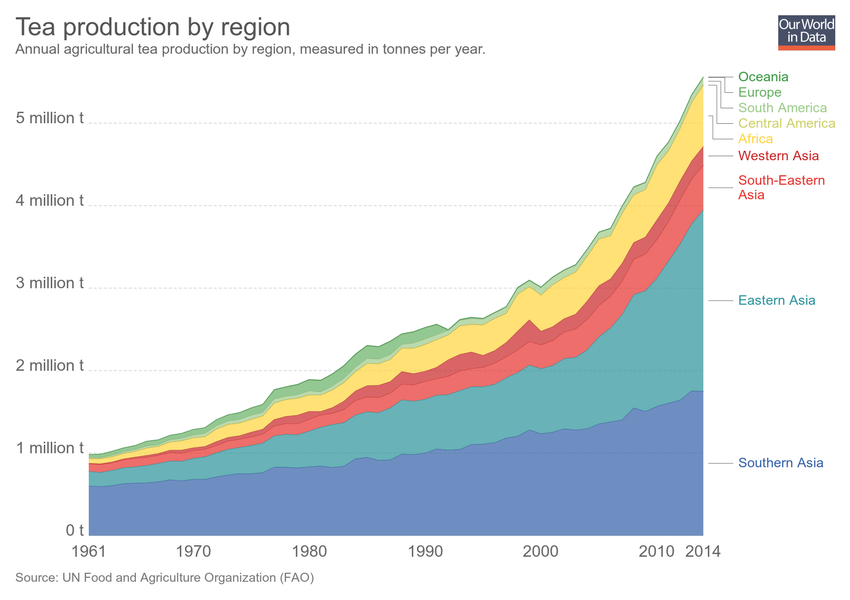 Tea production by region
Annual agricultural tea production by region, measured in tonnes per year.
Our World
in Data
5 million t
4 million t
3 million t
2 million t
1 million t
0 t
1961
1970
1980
1990
2000
2010
2014
Oceania
Europe
South America
Central America
Africa
Western Asia
South-Eastern
Asia
Eastern Asia
Southern Asia
Source: UN Food and Agriculture Organization (FAO)